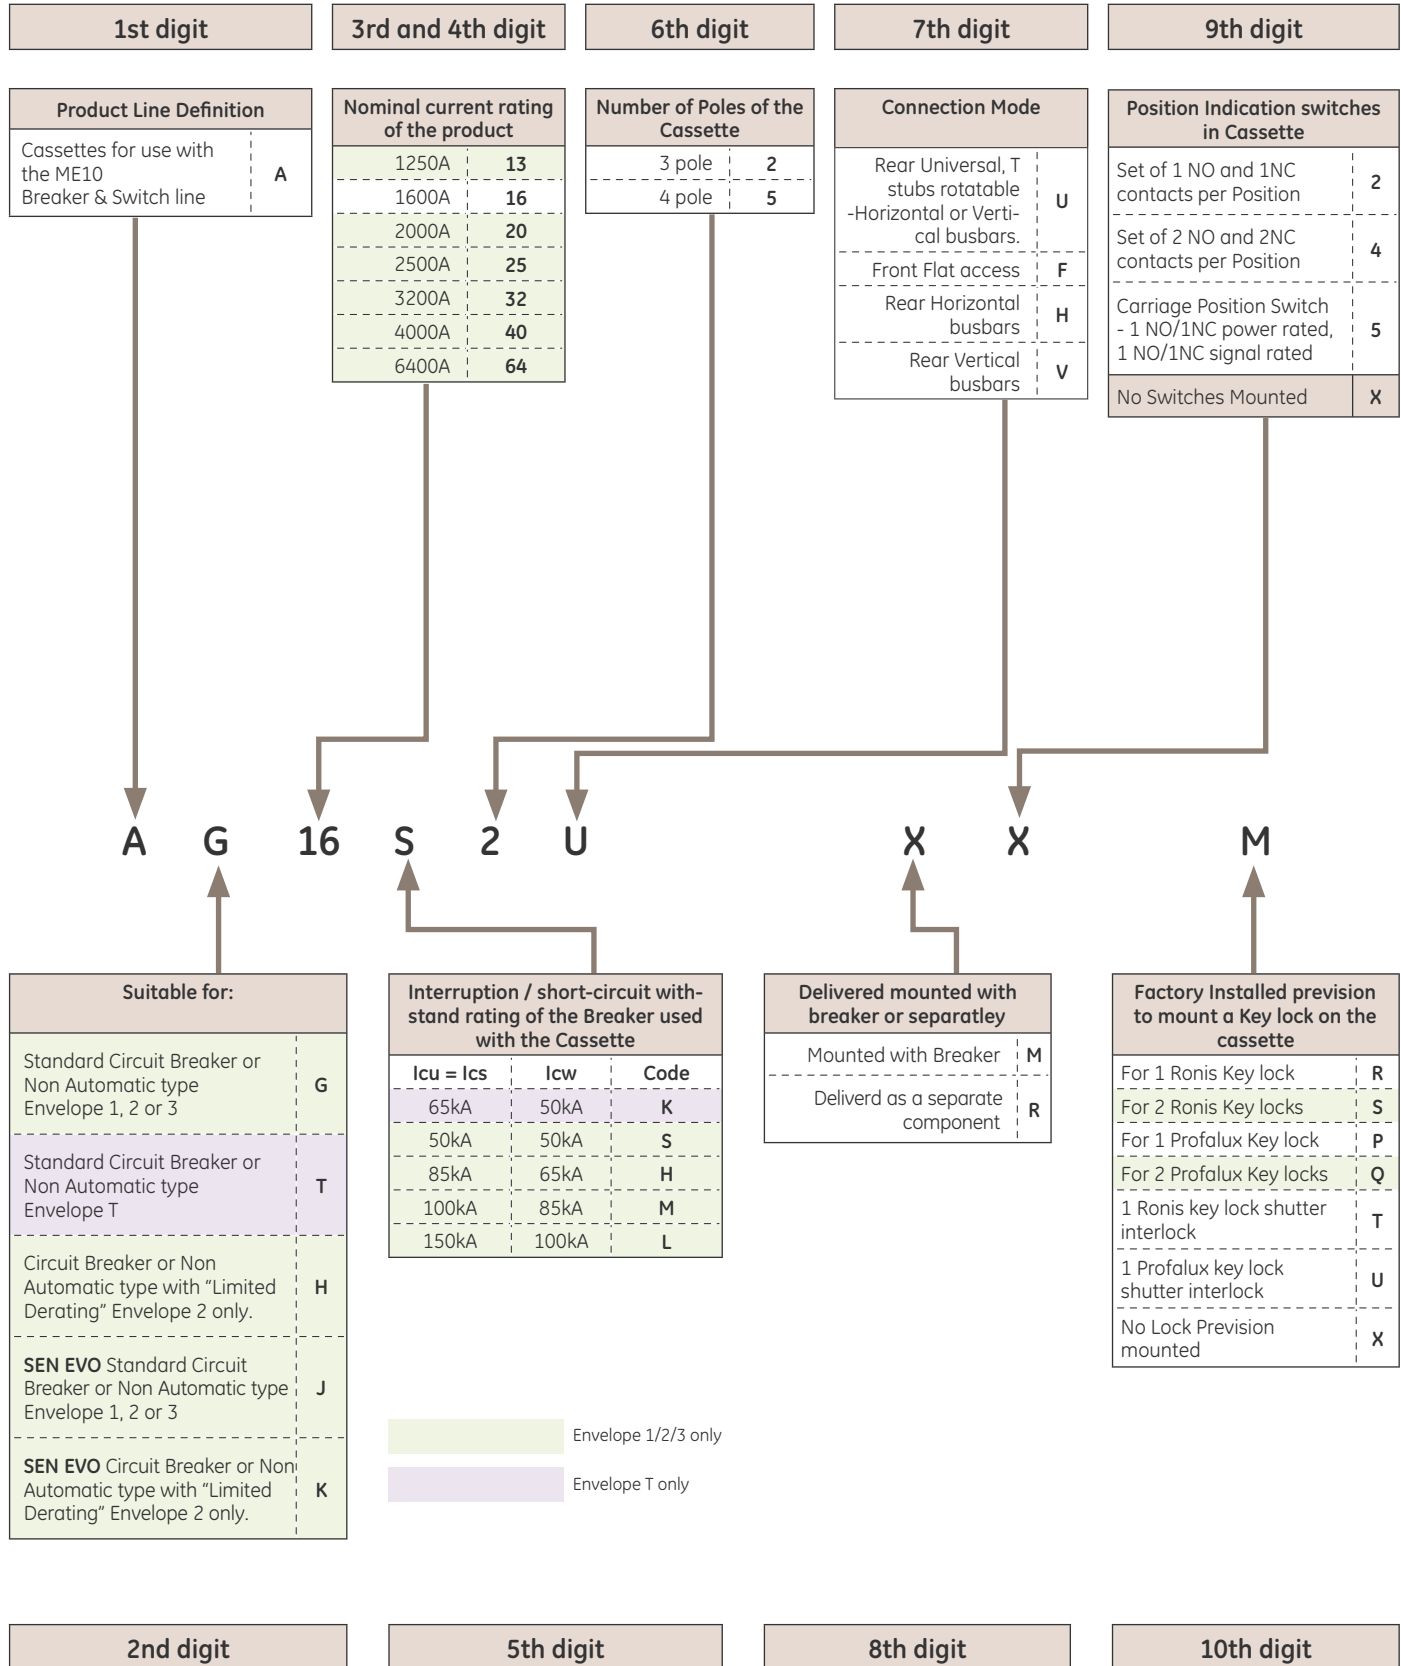 1st digit
3rd and 4th digit
6th digit
7th digit
9th digit
Product Line Definition
Cassettes for use with
the ME10
Breaker & Switch line
A
Nominal current rating
of the product
1250A 13
1600A 16
2000A 20
2500A 25
3200A 32
4000A 40
6400A 64
Number of Poles of the
Cassette
3 pole 2
4 pole 5
Connection Mode
Rear Universal, T
stubs rotatable
-Horizontal or Verti-
cal busbars.
U
Front Flat access F
Rear Horizontal
busbars
H
Rear Vertical
busbars
V
Position Indication switches
in Cassette
Set of 1 NO and 1NC
contacts per Position
2
Set of 2 NO and 2NC
contacts per Position
4
Carriage Position Switch
- 1 NO/1NC power rated,
1 NO/1NC signal rated
5
No Switches Mounted X
A G 16 S 2 U X X M
Suitable for:
Standard Circuit Breaker or
Non Automatic type
Envelope 1, 2 or 3
G
Standard Circuit Breaker or
Non Automatic type
Envelope T
T
Circuit Breaker or Non
Automatic type with "Limited
Derating" Envelope 2 only.
H
SEN EVO Standard Circuit
Breaker or Non Automatic type
Envelope 1, 2 or 3
J
SEN EVO Circuit Breaker or Non
Automatic type with "Limited
Derating" Envelope 2 only.
K
Interruption / short-circuit with-
stand rating of the Breaker used
with the Cassette
Icu = Ics Icw Code
65kA 50kA K
50kA 50kA S
85kA 65kA H
100kA 85kA M
150kA 100kA L
Envelope 1/2/3 only
Envelope T only
Delivered mounted with
breaker or separatley
Mounted with Breaker M
Deliverd as a separate
component
R
Factory Installed prevision
to mount a Key lock on the
cassette
For 1 Ronis Key lock R
For 2 Ronis Key locks S
For 1 Profalux Key lock P
For 2 Profalux Key locks Q
1 Ronis key lock shutter
interlock
T
1 Profalux key lock
shutter interlock
U
No Lock Prevision
mounted
X
2nd digit
5th digit
8th digit
10th digit